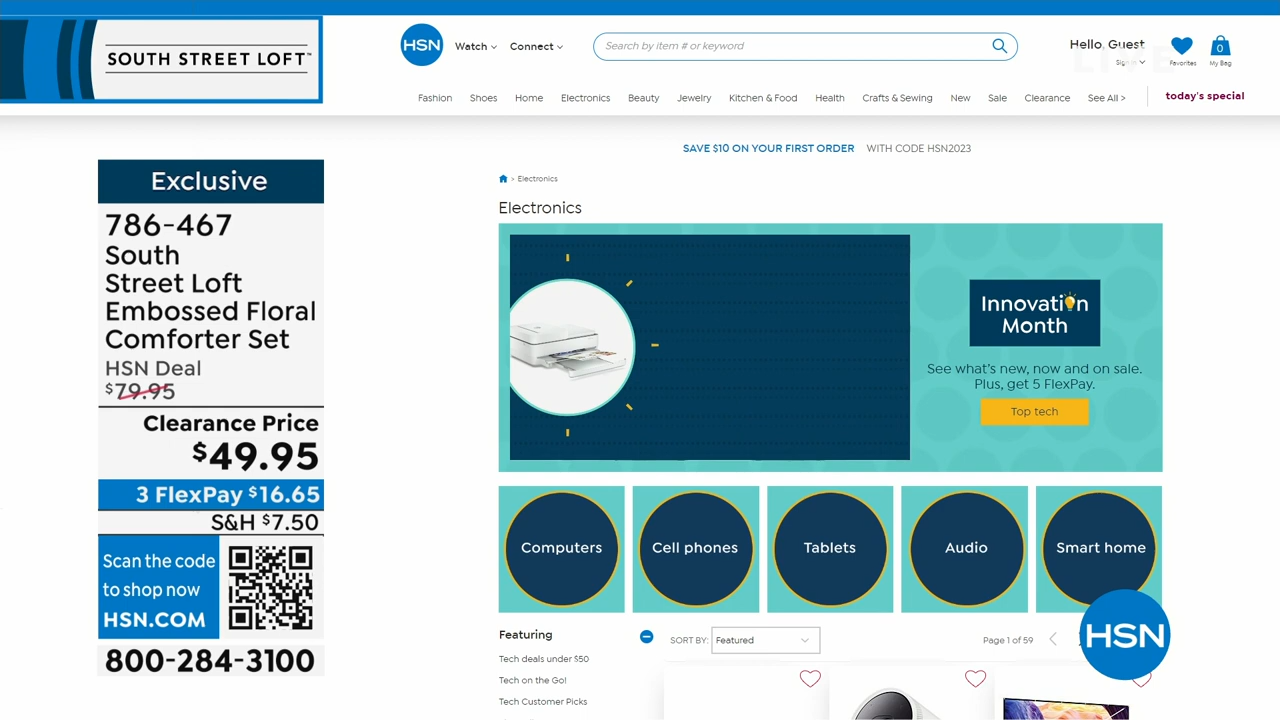 SOUTH STREET LOFT™
HSN
Watch
Connect
Search by item # or keyword
Hello, Guest
LIVE
Favorites
0
My Bag
Fashion
Shoes
Home
Electronics
Beauty
Jewelry
Kitchen & Food
Health
Crafts & Sewing
New
Sale
Clearance
See All >
today's special
SAVE $10 ON YOUR FIRST ORDER WITH CODE HSN2023
> Electronics
Electronics
Exclusive
786-467
South
Street Loft
Embossed Floral
Comforter Set
HSN Deal
$79.95
Clearance Price
$49.95
3 FlexPay $16.65
S&H $7.50
Scan the code
to shop now
HSN.COM
800-284-3100
Innovation
Month
See what's new, now and on sale.
Plus, get 5 FlexPay.
Top tech
Computers
Cell phones
Tablets
Audio
Smart home
Featuring
Tech deals under $50
Tech on the Go!
Tech Customer Picks
SORT BY:
Featured
Page 1 of 59
HSN